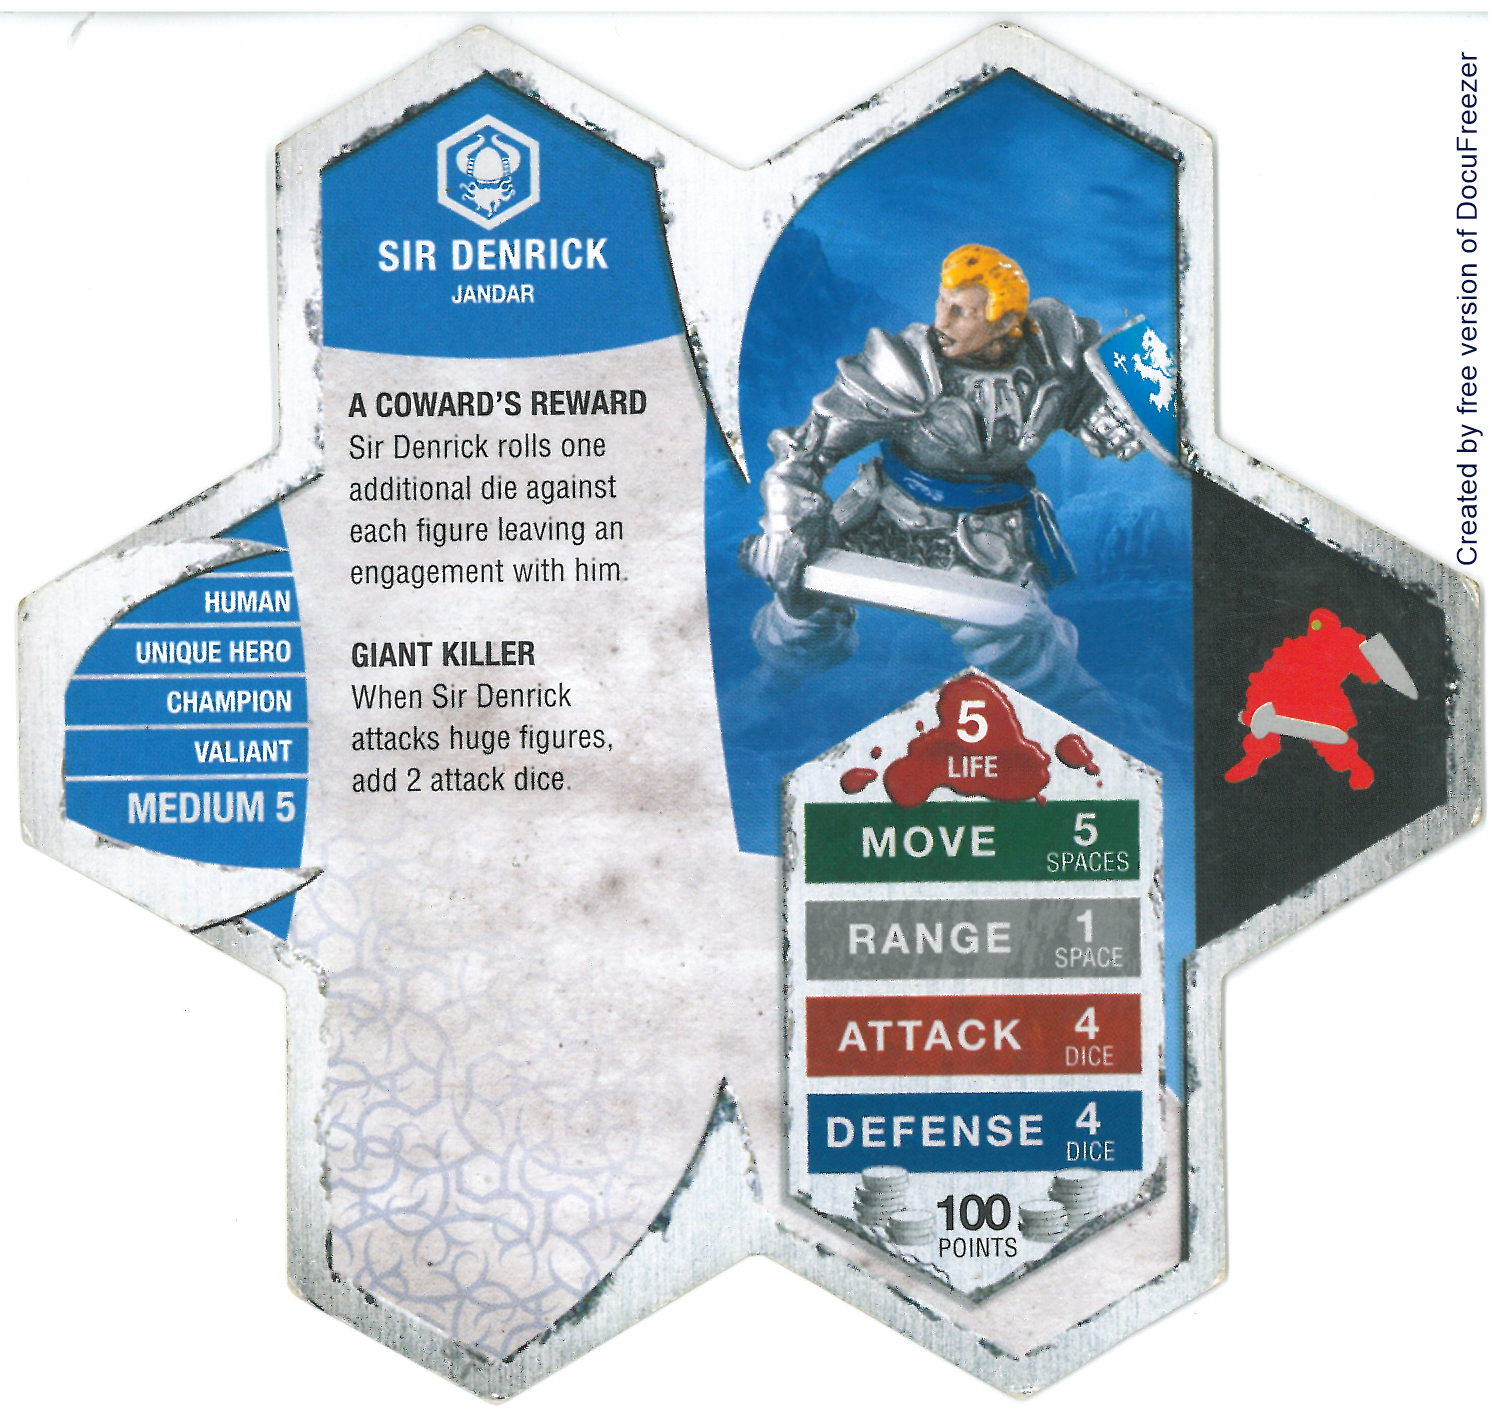 SIR DENRICK
JANDAR
A COWARD'S REWARD
Sir Denrick rolls one
additional die against
each figure leaving an
engagement with him.
GIANT KILLER
When Sir Denrick
attacks huge figures,
add 2 attack dice.
HUMAN
UNIQUE HERO
CHAMPION
VALIANT
MEDIUM 5
5
LIFE
MOVE 5
SPACES
RANGE 1
SPACE
ATTACK 4
DICE
DEFENSE 4
DICE
100
POINTS
Created by free version of DocuFreezer